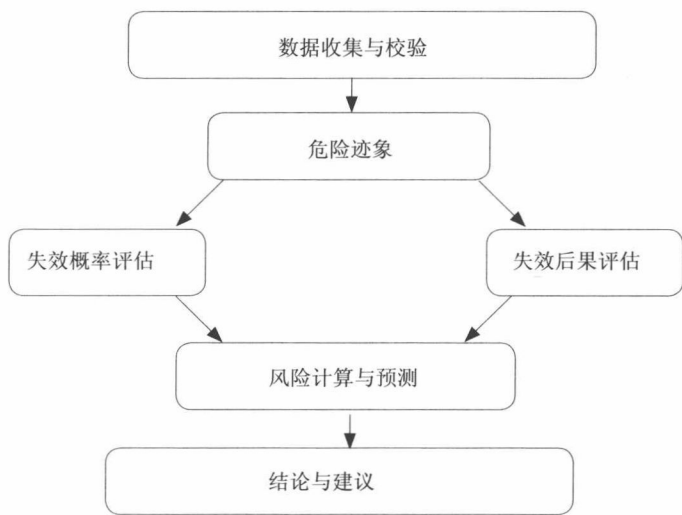 数据收集与校验
危险迹象
失效概率评估
失效后果评估
风险计算与预测
结论与建议